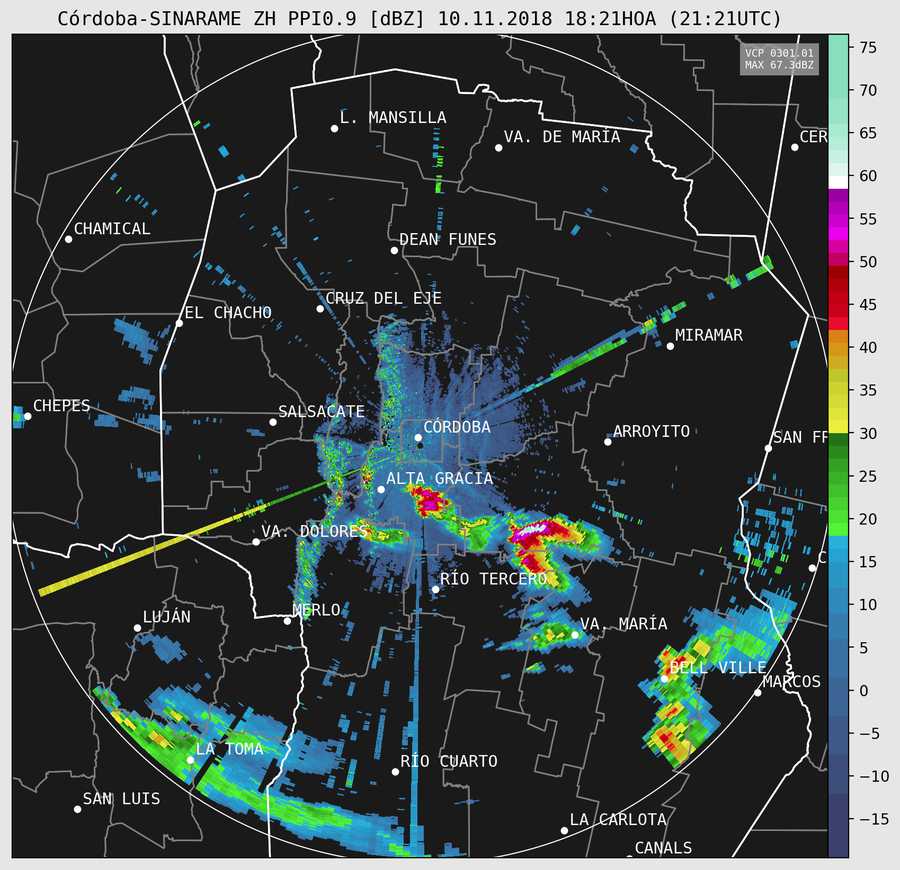 Córdoba-SINARAME ZH PPI0.9 [dBZ] 10.11.2018 18:21HOA (21:21UTC)
VCP 0301.01
MAX 67.3dBZ
75
70
65
60
55
50
45
40
35
30
25
20
15
10
5
0
−5
−10
−15
L. MANSILLA
VA. DE MARÍA
CER
CHAMICAL
DEAN FUNES
CRUZ DEL EJE
EL CHACHO
MIRAMAR
CHEPES
SALSACATE
CÓRDOBA
ARROYITO
SAN FR
ALTA GRACIA
VA. DOLORES
C
RÍO TERCERO
MERLO
LUJÁN
VA. MARÍA
BELL VILLE
MARCOS
LA TOMA
RÍO CUARTO
SAN LUIS
LA CARLOTA
CANALS